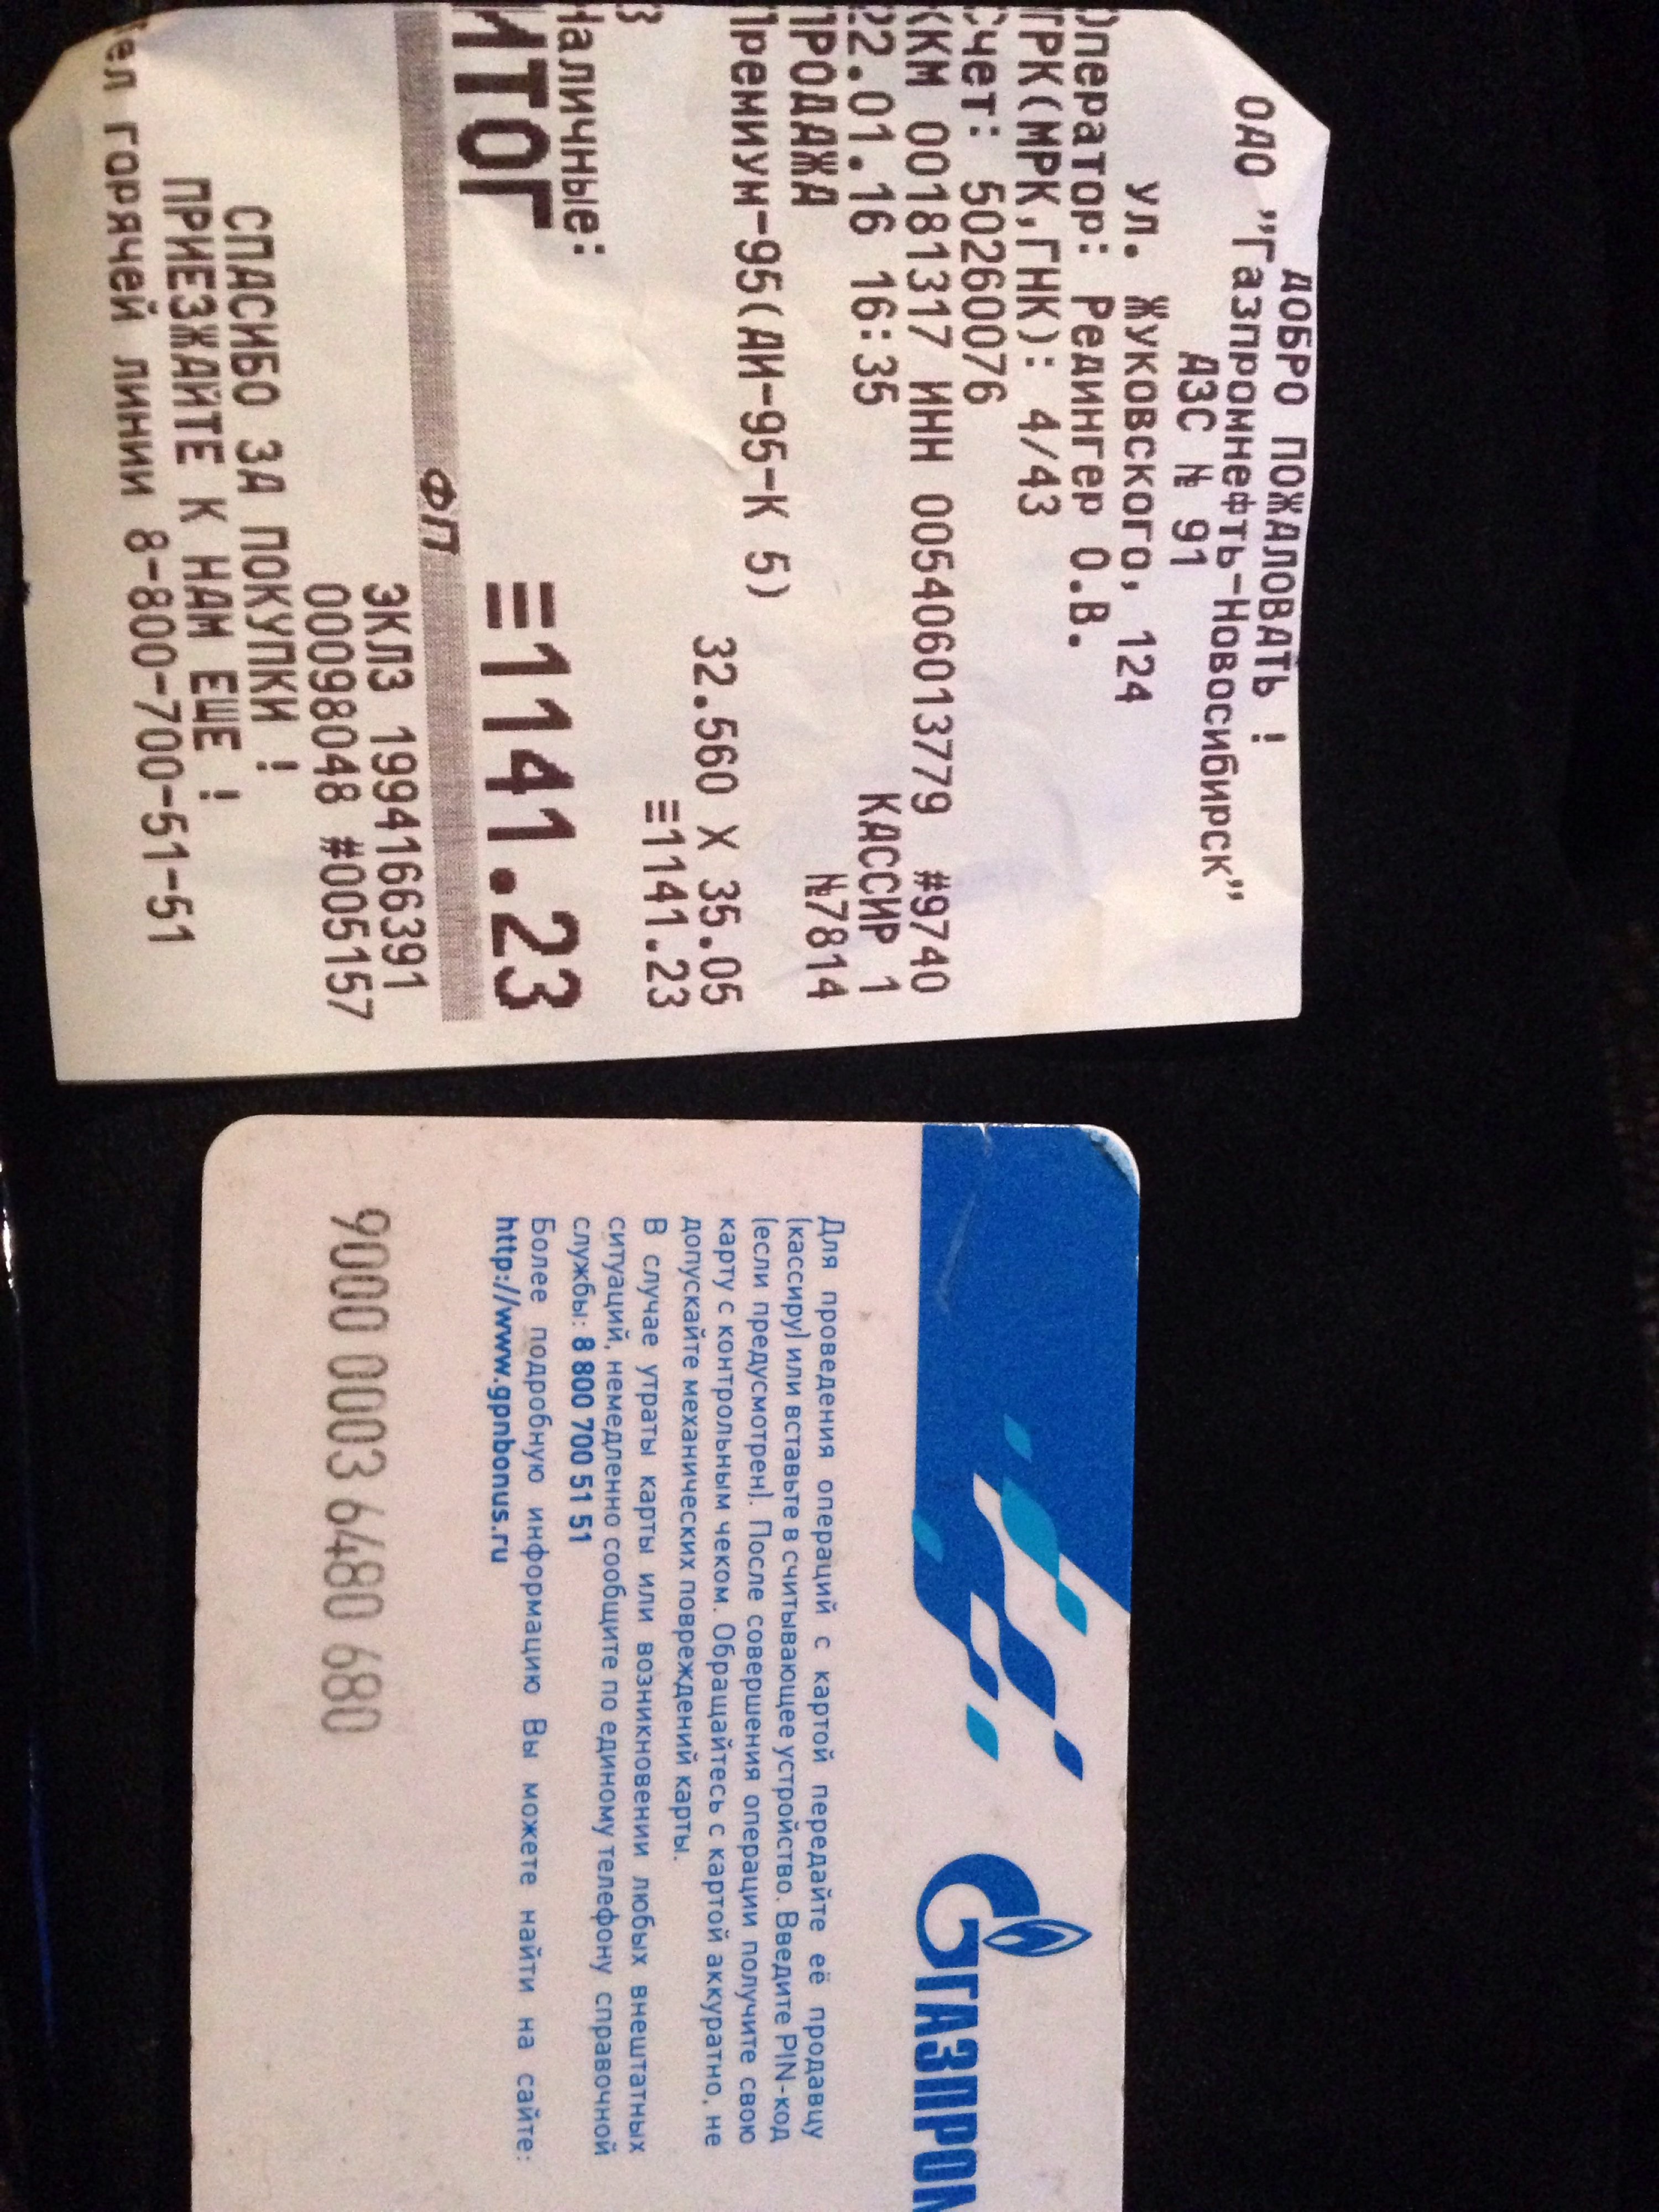 ДОБРО ПОЖАЛОВАТЬ !
ОАО "Газпромнефть-Новосибирск"
АЗС № 91
ул. Жуковского, 124
Оператор: Редингер О.В.
ТРК(МРК,ГНК): 4/43
Счет: 50260076
ККМ 00181317 ИНН 005406013779 #9740
22.01.16 16:35 КАССИР 1
ПРОДАЖА №7814
Премиум-95(АИ-95-К 5)
32.560 X 35.05
3 ≡1141.23
Наличные:
ИТОГ ≡1141.23
ФП
ЭКЛЗ 1994166391
00098048 #005157
СПАСИБО ЗА ПОКУПКИ !
ПРИЕЗЖАЙТЕ К НАМ ЕЩЕ !
Тел горячей линии 8-800-700-51-51
ГАЗПРОМ
Для проведения операций с картой передайте её продавцу
(кассиру) или вставьте в считывающее устройство. Введите PIN-код
(если предусмотрен). После совершения операции получите свою
карту с контрольным чеком. Обращайтесь с картой аккуратно, не
допускайте механических повреждений карты.
В случае утраты карты или возникновении любых внештатных
ситуаций, немедленно сообщите по единому телефону справочной
службы: 8 800 700 51 51
Более подробную информацию Вы можете найти на сайте:
http://www.gpnbonus.ru
9000 0003 6480 680